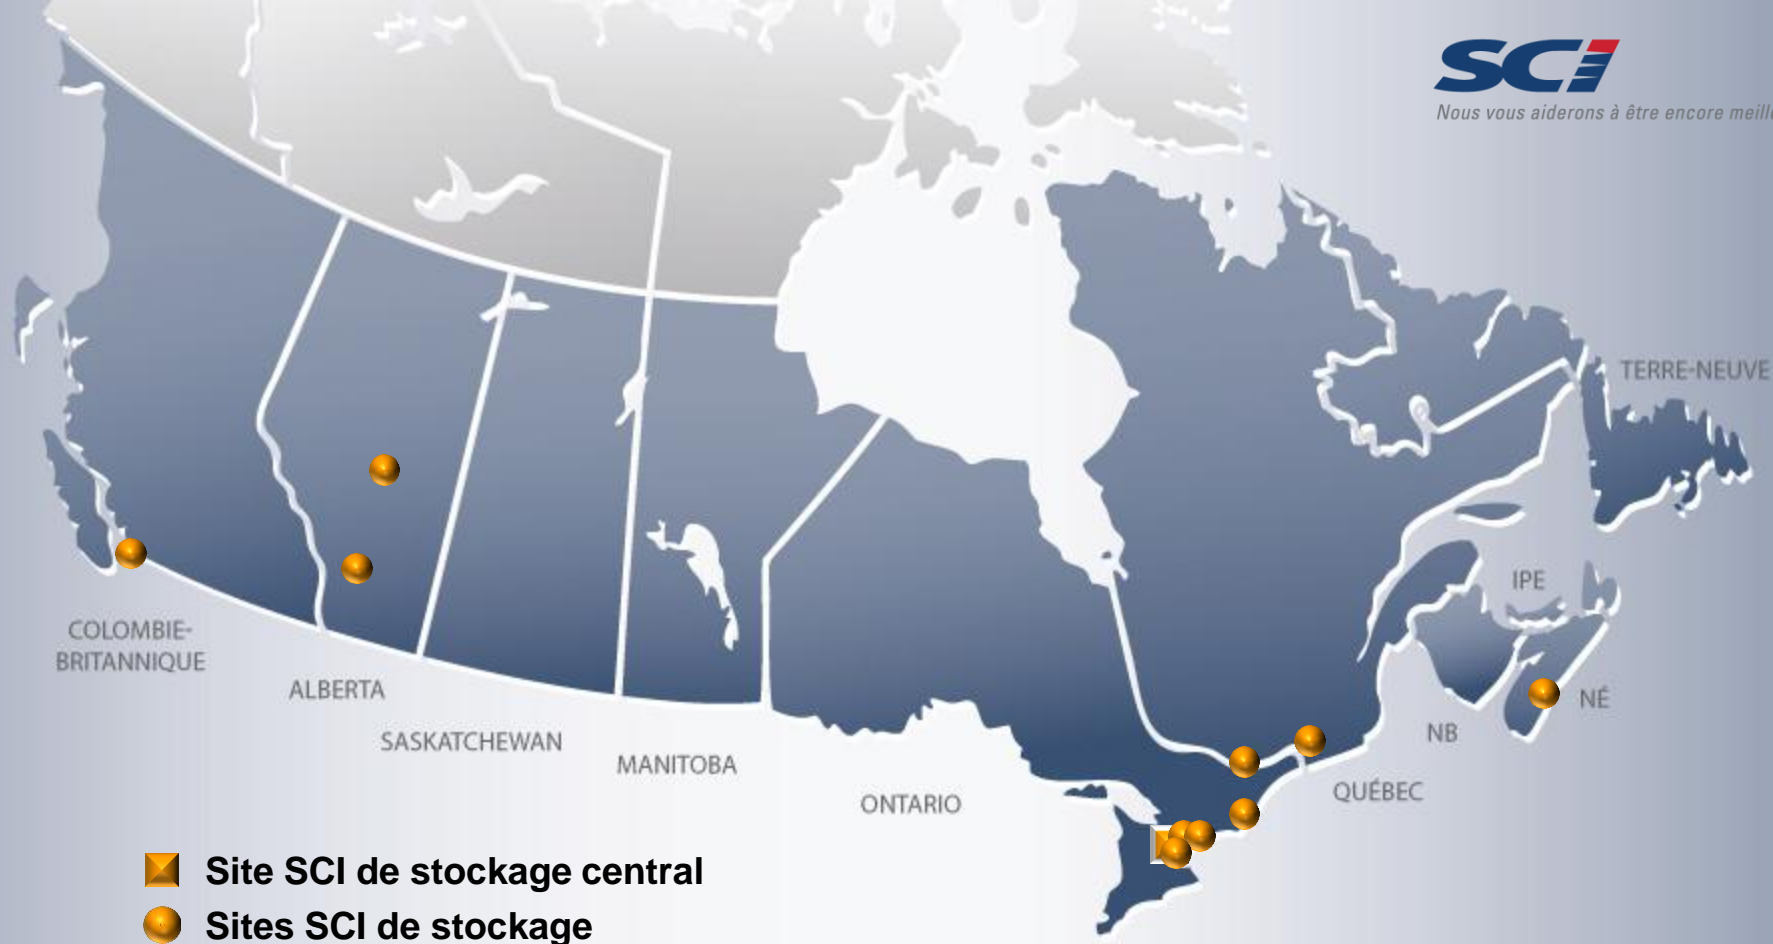 SCI
Nous vous aiderons à être encore
TERRE-NEUVE
IPE
COLOMBIE-
BRITANNIQUE
ALBERTA
NÉ
SASKATCHEWAN
NB
MANITOBA
QUÉBEC
ONTARIO
Site SCI de stockage central
Sites SCI de stockage